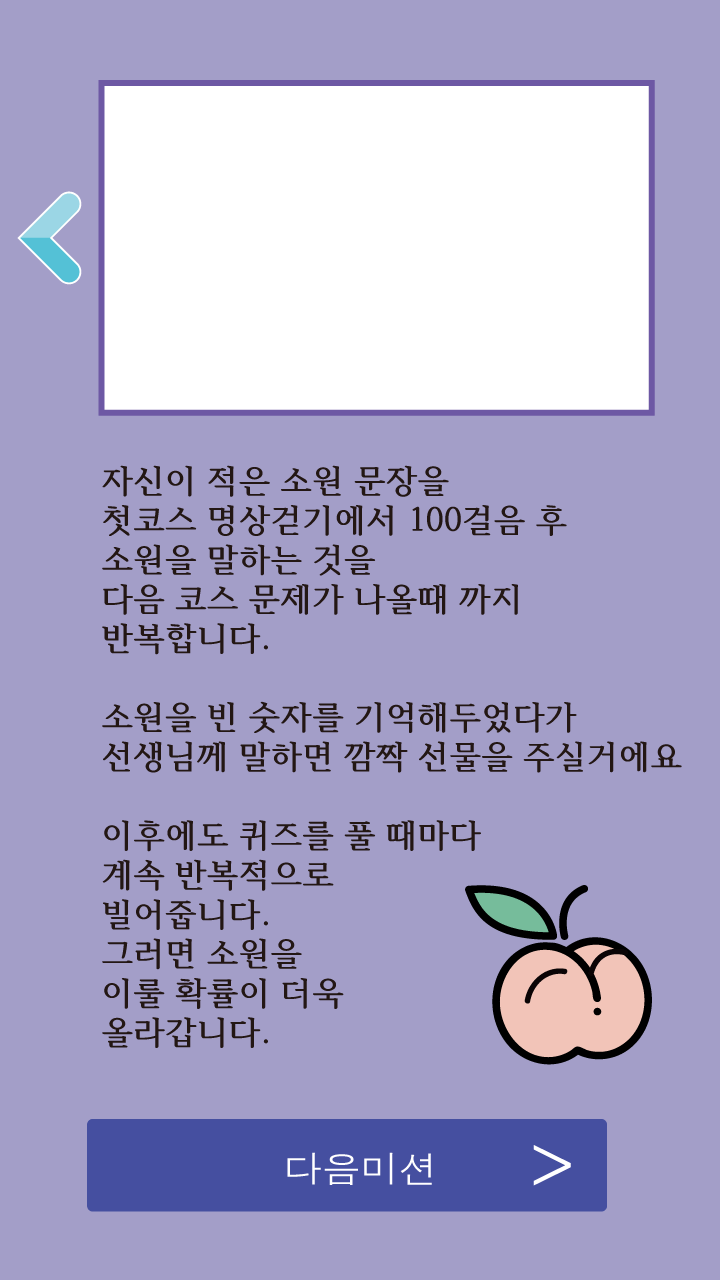 자신이 적은 소원 문장을
첫코스 명상걷기에서 100걸음 후
소원을 말하는 것을
다음 코스 문제가 나올때 까지
반복합니다.
소원을 빈 숫자를 기억해두었다가
선생님께 말하면 깜짝 선물을 주실거에요
이후에도 퀴즈를 풀 때마다
계속 반복적으로
빌어줍니다.
그러면 소원을
이룰 확률이 더욱
올라갑니다.
다음미션 >